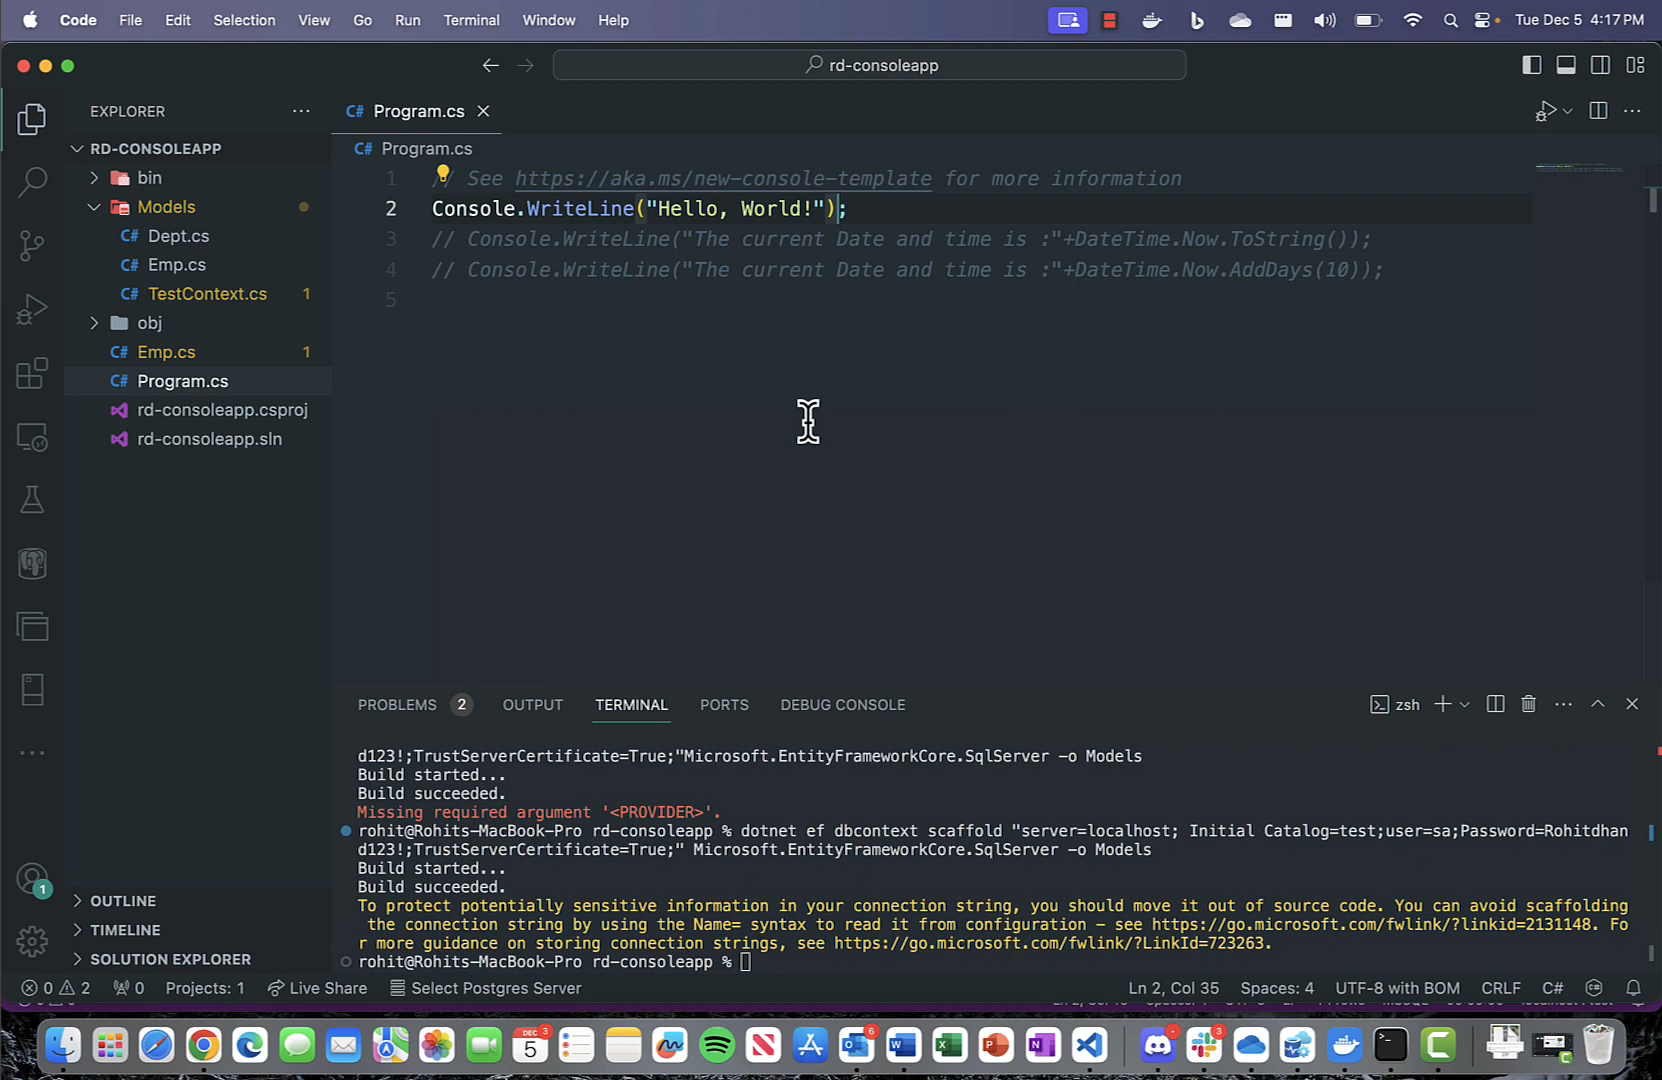 Code File Edit Selection View Go Run Terminal Window Help Tue Dec 5 4:17 PM
rd-consoleapp
EXPLORER
RD-CONSOLEAPP
bin
Models
Dept.cs
Emp.cs
TestContext.cs 1
obj
Emp.cs 1
Program.cs
rd-consoleapp.csproj
rd-consoleapp.sln
OUTLINE
TIMELINE
SOLUTION EXPLORER
1
C# Program.cs
C# Program.cs
1 // See https://aka.ms/new-console-template for more information
2 Console.WriteLine("Hello, World!");
3 // Console.WriteLine("The current Date and time is :"+DateTime.Now.ToString());
4 // Console.WriteLine("The current Date and time is :"+DateTime.Now.AddDays(10));
5
PROBLEMS 2 OUTPUT TERMINAL PORTS DEBUG CONSOLE zsh
d123!;TrustServerCertificate=True;"Microsoft.EntityFrameworkCore.SqlServer -o Models
Build started...
Build succeeded.
Missing required argument '<PROVIDER>'.
rohit@Rohits-MacBook-Pro rd-consoleapp % dotnet ef dbcontext scaffold "server=localhost; Initial Catalog=test;user=sa;Password=Rohitdhan
d123!;TrustServerCertificate=True;" Microsoft.EntityFrameworkCore.SqlServer -o Models
Build started...
Build succeeded.
To protect potentially sensitive information in your connection string, you should move it out of source code. You can avoid scaffolding
the connection string by using the Name= syntax to read it from configuration - see https://go.microsoft.com/fwlink/?linkid=2131148. Fo
r more guidance on storing connection strings, see https://go.microsoft.com/fwlink/?LinkId=723263.
rohit@Rohits-MacBook-Pro rd-consoleapp %
0 2 0 Projects: 1 Live Share Select Postgres Server Ln 2, Col 35 Spaces: 4 UTF-8 with BOM CRLF C#
DEC 3
5 6 3